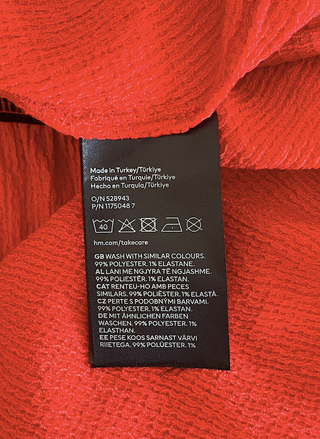 Made in Turkey/Türkiye
Fabriqué en Turquie/Türkiye
Hecho en Turquía/Türkiye
O/N 528943
P/N 1175048 7
40
hm.com/takecare
GB WASH WITH SIMILAR COLOURS.
99% POLYESTER. 1% ELASTANE.
AL LANI ME NGJYRA TË NGJASHME.
99% POLIESTËR. 1% ELASTAN.
CAT RENTEU-HO AMB PECES
SIMILARS. 99% POLIÈSTER. 1% ELASTÀ.
CZ PERTE S PODOBNÝMI BARVAMI.
99% POLYESTER. 1% ELASTAN.
DE MIT ÄHNLICHEN FARBEN
WASCHEN. 99% POLYESTER. 1%
ELASTHAN.
EE PESE KOOS SARNAST VÄRVI
RIIETEGA. 99% POLÜESTER. 1%